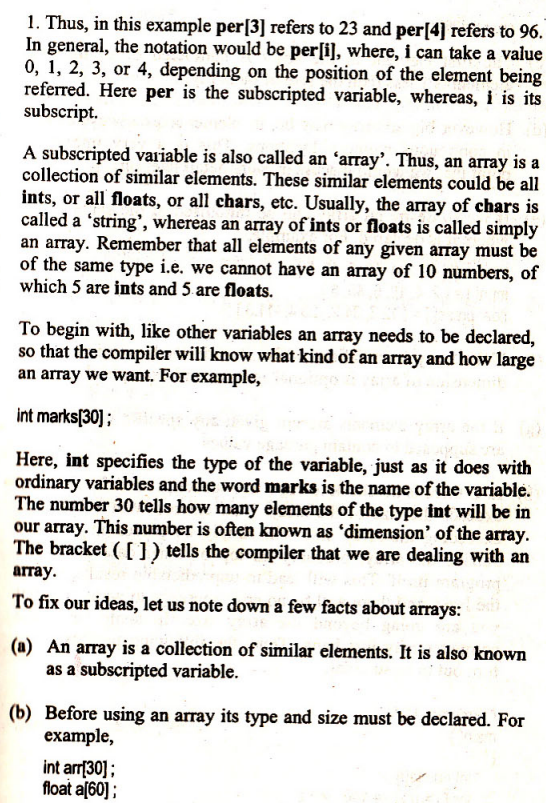 1. Thus, in this example per[3] refers to 23 and per[4] refers to 96.
In general, the notation would be per[i], where, i can take a value
0, 1, 2, 3, or 4, depending on the position of the element being
referred. Here per is the subscripted variable, whereas, i is its
subscript.
A subscripted variable is also called an ‘array’. Thus, an array is a
collection of similar elements. These similar elements could be all
ints, or all floats, or all chars, etc. Usually, the array of chars is
called a ‘string’, whereas an array of ints or floats is called simply
an array. Remember that all elements of any given array must be
of the same type i.e. we cannot have an array of 10 numbers, of
which 5 are ints and 5 are floats.
To begin with, like other variables an array needs to be declared,
so that the compiler will know what kind of an array and how large
an array we want. For example,
int marks[30] ;
Here, int specifies the type of the variable, just as it does with
ordinary variables and the word marks is the name of the variable.
The number 30 tells how many elements of the type int will be in
our array. This number is often known as ‘dimension’ of the array.
The bracket ( [ ] ) tells the compiler that we are dealing with an
array.
To fix our ideas, let us note down a few facts about arrays:
(a) An array is a collection of similar elements. It is also known
as a subscripted variable.
(b) Before using an array its type and size must be declared. For
example,
int arr[30] ;
float a[60] ;